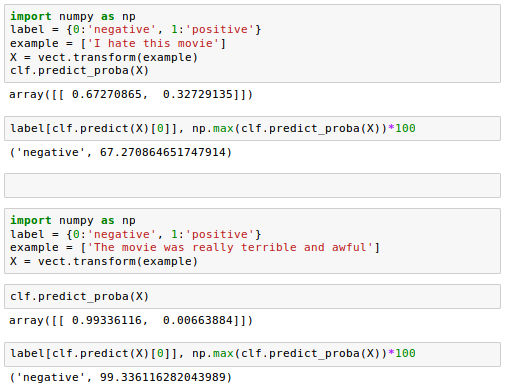 import numpy as np
label = {0:'negative', 1:'positive'}
example = ['I hate this movie']
X = vect.transform(example)
clf.predict_proba(X)
array([[ 0.67270865,  0.32729135]])
label[clf.predict(X)[0]], np.max(clf.predict_proba(X))*100
('negative', 67.270864651747914)
import numpy as np
label = {0:'negative', 1:'positive'}
example = ['The movie was really terrible and awful']
X = vect.transform(example)
clf.predict_proba(X)
array([[ 0.99336116,  0.00663884]])
label[clf.predict(X)[0]], np.max(clf.predict_proba(X))*100
('negative', 99.336116282043989)